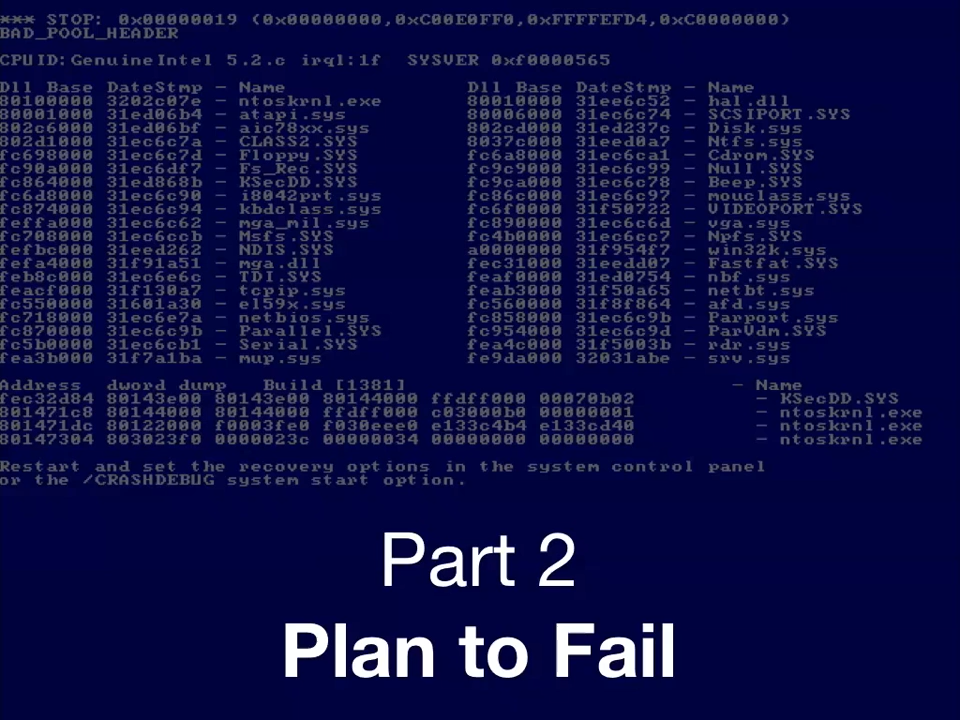 *** STOP: 0x00000019 (0x00000000,0xC00E0FF0,0xFFFFEFD4,0xC0000000)
BAD_POOL_HEADER
CPUID:GenuineIntel 5.2.c irql:1f SYSVER 0xf0000565
Dll Base DateStmp - Name Dll Base DateStmp - Name
80100000 3202c07e - ntoskrnl.exe 80010000 31ee6c52 - hal.dll
80001000 31ed06b4 - atapi.sys 80006000 31ec6c74 - SCSIPORT.SYS
802c6000 31ed06bf - aic78xx.sys 802cd000 31ed237c - Disk.sys
802d1000 31ec6c7a - CLASS2.SYS 8037c000 31eed0a7 - Ntfs.sys
fc698000 31ec6c7d - Floppy.SYS fc6a8000 31ec6ca1 - Cdrom.SYS
fc90a000 31ec6df7 - Fs_Rec.SYS fc9c9000 31ec6c99 - Null.SYS
fc864000 31ed868b - KSecDD.SYS fc9ca000 31ec6c78 - Beep.SYS
fc6d8000 31ec6c90 - i8042prt.sys fc86c000 31ec6c97 - mouclass.sys
fc874000 31ec6c94 - kbdclass.sys fc6f0000 31f50722 - VIDEOPORT.SYS
feffa000 31ec6c62 - mga_mil.sys fc890000 31ec6c6d - vga.sys
fc708000 31ec6ccb - Msfs.SYS fc4b0000 31ec6cc7 - Npfs.SYS
fefbc000 31eed262 - NDIS.SYS a0000000 31f954f7 - win32k.sys
fefa4000 31f91a51 - mga.dll fec31000 31eedd07 - Fastfat.SYS
feb8c000 31ec6e6c - TDI.SYS feaf0000 31ed0754 - nbf.sys
feacf000 31f130a7 - tcpip.sys feab3000 31f50a65 - netbt.sys
fc550000 31601a30 - el59x.sys fc560000 31f8f864 - afd.sys
fc718000 31ec6e7a - netbios.sys fc858000 31ec6c9b - Parport.sys
fc870000 31ec6c9b - Parallel.SYS fc954000 31ec6c9d - ParVdm.SYS
fc5b0000 31ec6cb1 - Serial.SYS fea4c000 31f5003b - rdr.sys
fea3b000 31f7a1ba - mup.sys fe9da000 32031abe - srv.sys
Address dword dump Build [1381] - Name
fec32d84 80143e00 80143e00 80144000 ffdff000 00070b02 - KSecDD.SYS
801471c8 80144000 80144000 ffdff000 c03000b0 00000001 - ntoskrnl.exe
801471dc 80122000 f0003fe0 f030eee0 e133c4b4 e133cd40 - ntoskrnl.exe
80147304 803023f0 0000023c 00000034 00000000 00000000 - ntoskrnl.exe
Restart and set the recovery options in the system control panel
or the /CRASHDEBUG system start option.
Part 2
Plan to Fail